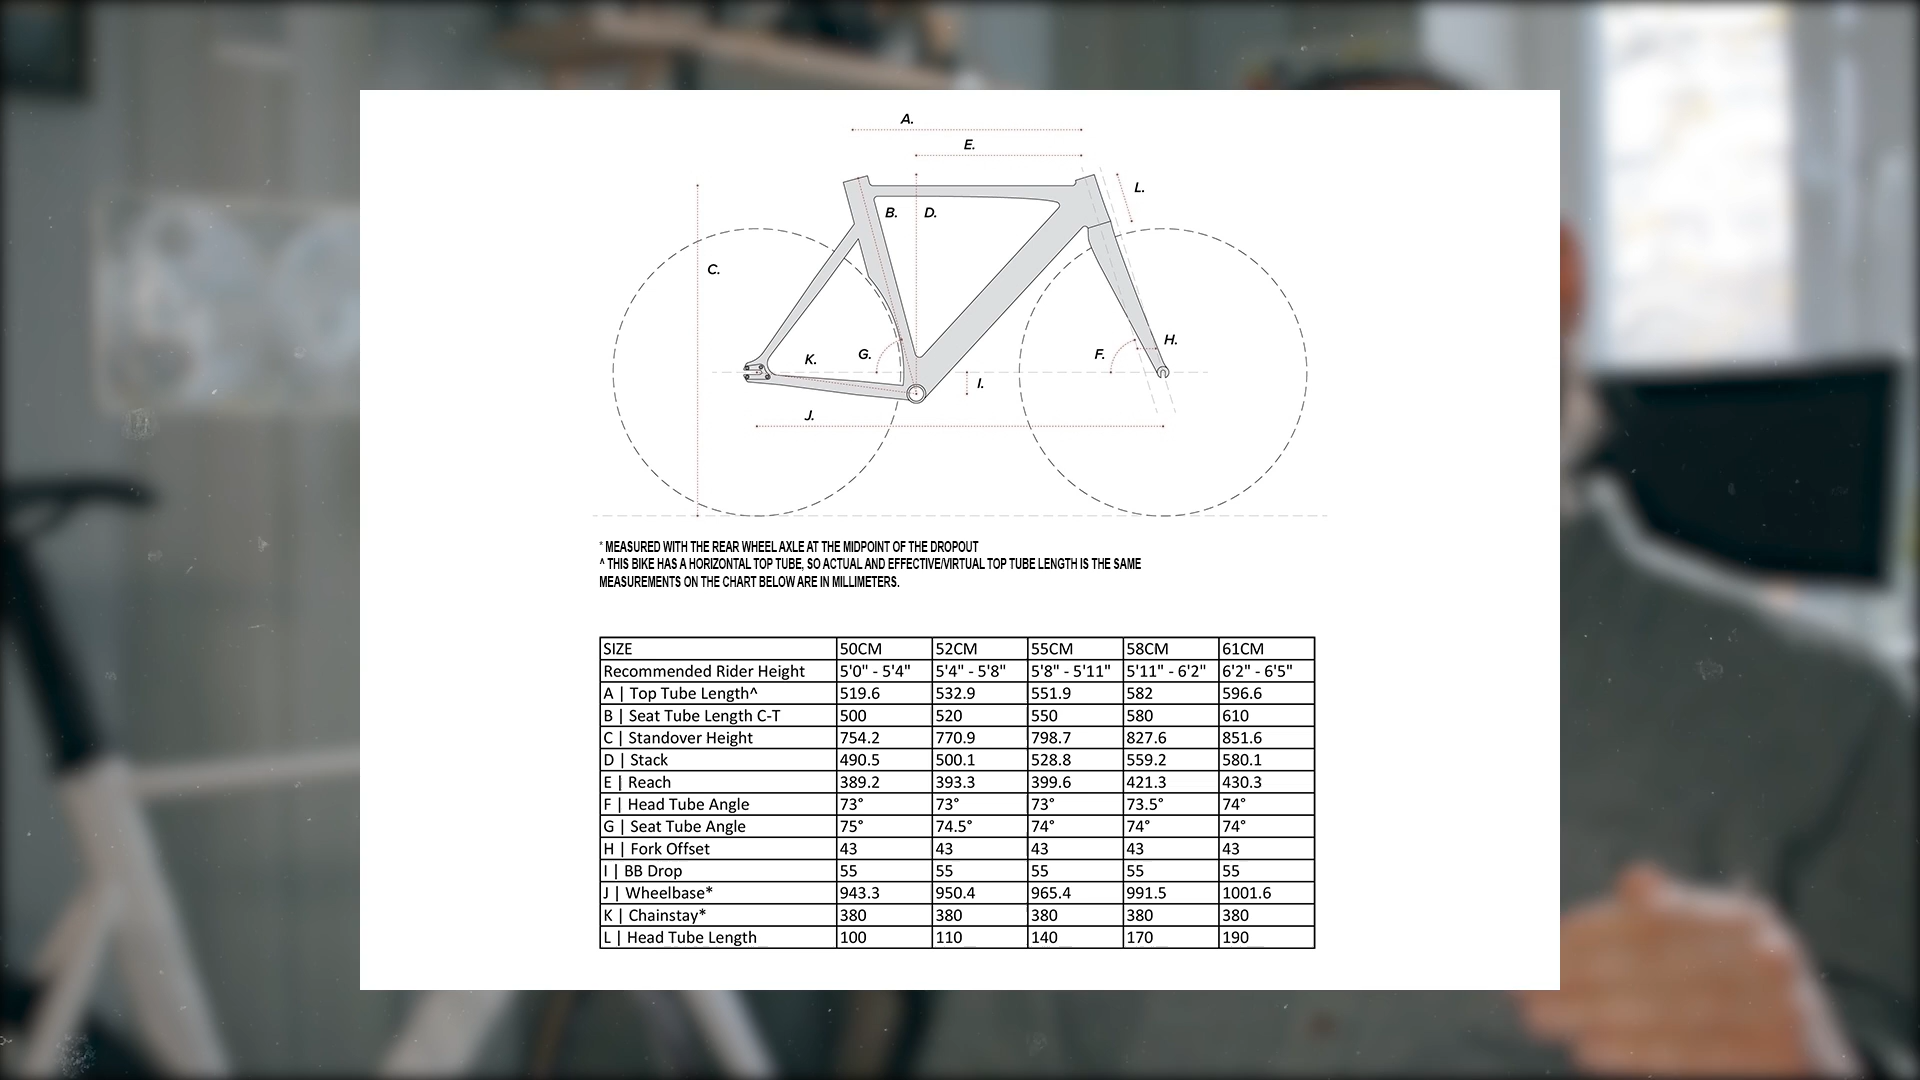 A.
E.
L.
B. D.
C.
H.
K. G. F.
I.
J.
* MEASURED WITH THE REAR WHEEL AXLE AT THE MIDPOINT OF THE DROPOUT
^ THIS BIKE HAS A HORIZONTAL TOP TUBE, SO ACTUAL AND EFFECTIVE/VIRTUAL TOP TUBE LENGTH IS THE SAME
MEASUREMENTS ON THE CHART BELOW ARE IN MILLIMETERS.
SIZE 50CM 52CM 55CM 58CM 61CM
Recommended Rider Height 5'0" - 5'4" 5'4" - 5'8" 5'8" - 5'11" 5'11" - 6'2" 6'2" - 6'5"
A | Top Tube Length^ 519.6 532.9 551.9 582 596.6
B | Seat Tube Length C-T 500 520 550 580 610
C | Standover Height 754.2 770.9 798.7 827.6 851.6
D | Stack 490.5 500.1 528.8 559.2 580.1
E | Reach 389.2 393.3 399.6 421.3 430.3
F | Head Tube Angle 73° 73° 73° 73.5° 74°
G | Seat Tube Angle 75° 74.5° 74° 74° 74°
H | Fork Offset 43 43 43 43 43
I | BB Drop 55 55 55 55 55
J | Wheelbase* 943.3 950.4 965.4 991.5 1001.6
K | Chainstay* 380 380 380 380 380
L | Head Tube Length 100 110 140 170 190